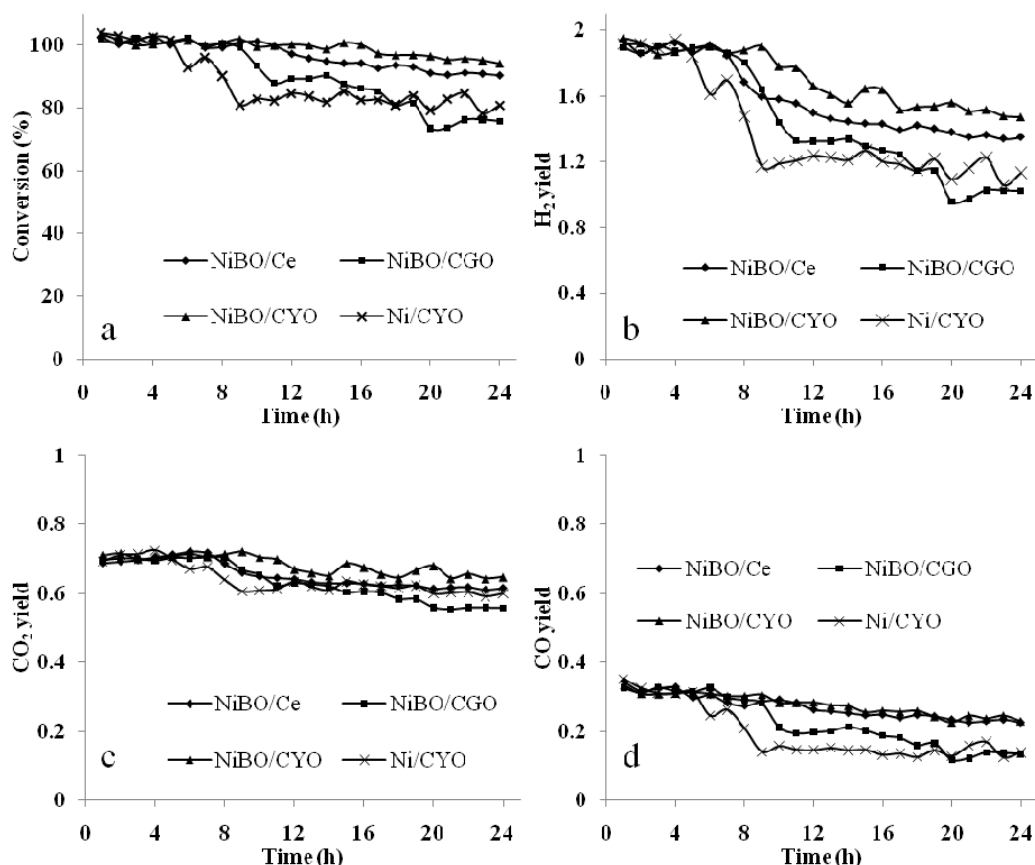 a
Conversion (%)
100
80
60
40
20
0
NiBO/Ce
NiBO/CGO
NiBO/CYO
Ni/CYO
0 4 8 12 16 20 24
Time (h)
b
H2 yield
2
1.6
1.2
0.8
0.4
0
NiBO/Ce
NiBO/CGO
NiBO/CYO
Ni/CYO
0 4 8 12 16 20 24
Time (h)
c
CO2 yield
1
0.8
0.6
0.4
0.2
0
NiBO/Ce
NiBO/CGO
NiBO/CYO
Ni/CYO
0 4 8 12 16 20 24
Time (h)
d
CO yield
1
0.8
0.6
0.4
0.2
0
NiBO/Ce
NiBO/CGO
NiBO/CYO
Ni/CYO
0 4 8 12 16 20 24
Time (h)